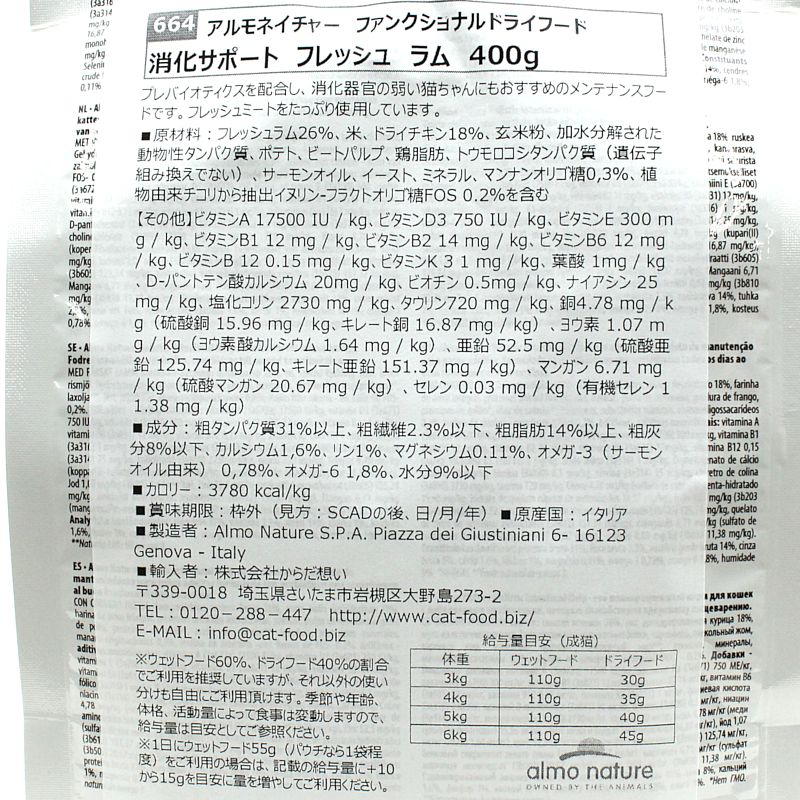 664 アルモネイチャー ファンクショナルドライフード
消化サポート フレッシュ ラム 400g
プレバイオティクスを配合し、消化器官の弱い猫ちゃんにもおすすめのメンテナンスフー
ドです。フレッシュミートをたっぷり使用しています。
■原材料：フレッシュラム26%、米、ドライチキン18%、玄米粉、加水分解された
動物性タンパク質、ポテト、ビートパルプ、鶏脂肪、トウモロコシタンパク質（遺伝子
組み換えでない）、サーモンオイル、イースト、ミネラル、マンナンオリゴ糖0,3%、植
物由来チコリから抽出イヌリン-フラクトオリゴ糖FOS 0.2%を含む
【その他】ビタミンA 17500 IU / kg、ビタミンD3 750 IU / kg、ビタミンE 300 m
g / kg、ビタミンB1 12 mg / kg、ビタミンB2 14 mg / kg、ビタミンB6 12 mg
/ kg、ビタミンB 12 0.15 mg / kg、ビタミンK 3 1 mg / kg、葉酸 1mg / kg
、D-パントテン酸カルシウム 20mg / kg、ビオチン 0.5mg / kg、ナイアシン 25
mg / kg、塩化コリン 2730 mg / kg、タウリン720 mg / kg、銅4.78 mg / k
g（硫酸銅 15.96 mg / kg、キレート銅 16.87 mg / kg）、ヨウ素 1.07 m
g / kg（ヨウ素酸カルシウム 1.64 mg / kg）、亜鉛 52.5 mg / kg（硫酸亜
鉛 125.74 mg / kg、キレート亜鉛 151.37 mg / kg）、マンガン 6.71 mg
/ kg（硫酸マンガン 20.67 mg / kg）、セレン 0.03 mg / kg（有機セレン 1
1.38 mg / kg）
■成分：粗タンパク質31%以上、粗繊維2.3%以下、粗脂肪14%以上、粗灰
分8%以下、カルシウム1,6%、リン1%、マグネシウム0.11%、オメガ-3（サーモン
オイル由来） 0,78%、オメガ-6 1,8%、水分9%以下
■カロリー：3780 kcal/kg
■賞味期限：枠外（見方：SCADの後、日/月/年）■原産国：イタリア
■製造者：Almo Nature S.P.A. Piazza dei Giustiniani 6- 16123
Genova - Italy
■輸入者：株式会社からだ想い
〒339-0018 埼玉県さいたま市岩槻区大野島273-2
TEL：0120－288－447 http://www.cat-food.biz/
E-MAIL：info@cat-food.biz
※ウェットフード60%、ドライフード40%の割合
でご利用を推奨していますが、それ以外の使い
分けも自由にご利用頂けます。季節や年齢、
体格、活動量によって食事は変動しますので、
給与量は目安としてご参照ください。
※1日にウェットフード55g（パウチなら1袋程
度）をご利用の場合は、記載の給与量に+10
から15gを目安に量を増やしてご利用ください。
給与量目安（成猫）
体重 ウェットフード ドライフード
3kg 110g 30g
4kg 110g 35g
5kg 110g 40g
6kg 110g 45g
almo nature
OWNED BY THE ANIMALS